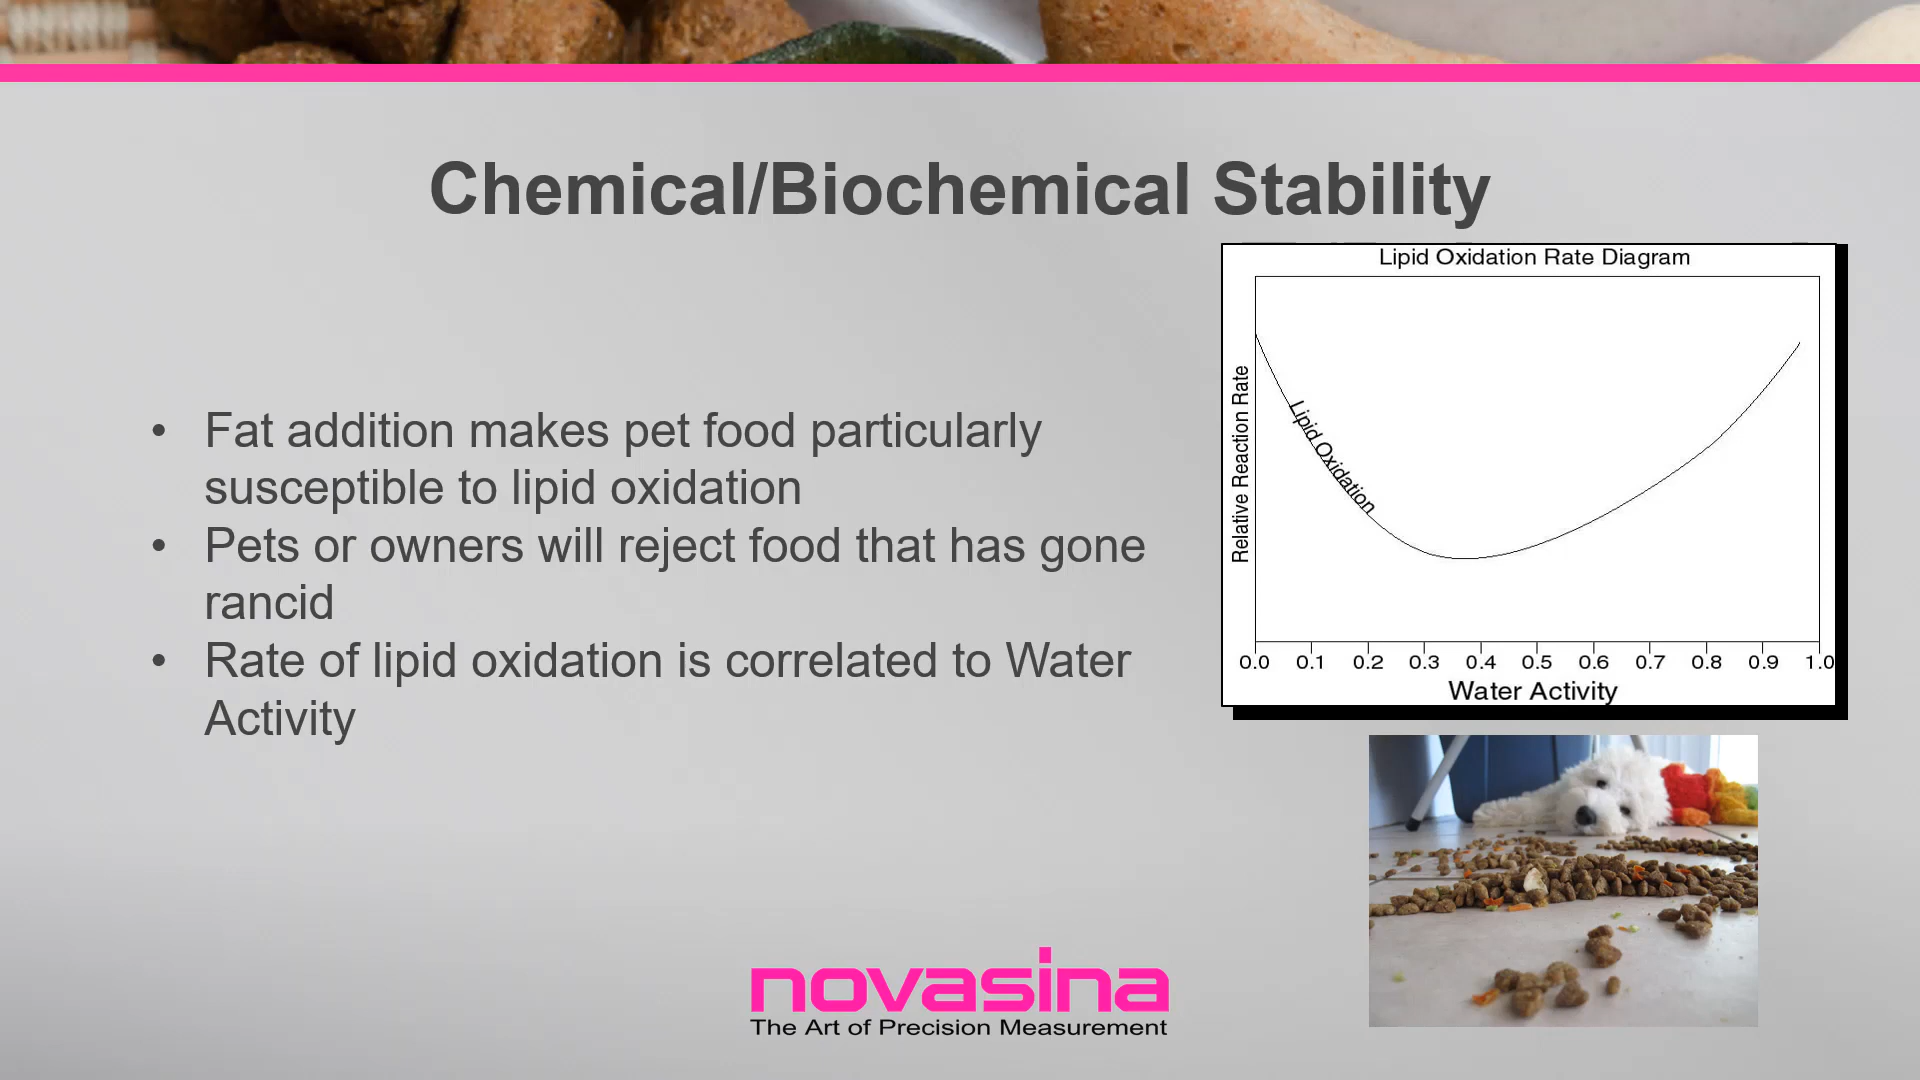 Chemical/Biochemical Stability
• Fat addition makes pet food particularly
susceptible to lipid oxidation
• Pets or owners will reject food that has gone
rancid
• Rate of lipid oxidation is correlated to Water
Activity
Lipid Oxidation Rate Diagram
Relative Reaction Rate
Lipid Oxidation
0.0 0.1 0.2 0.3 0.4 0.5 0.6 0.7 0.8 0.9 1.0
Water Activity
novasina
The Art of Precision Measurement